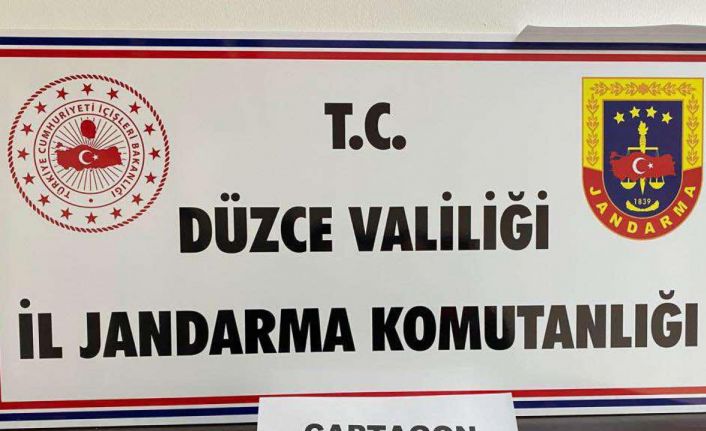 TÜRKİYE CUMHURİYETİ İÇİŞLERİ BAKANLIĞI
T.C.
1839
JANDARMA
DÜZCE VALİLİĞİ
İL JANDARMA KOMUTANLIĞI
CAPTAGON